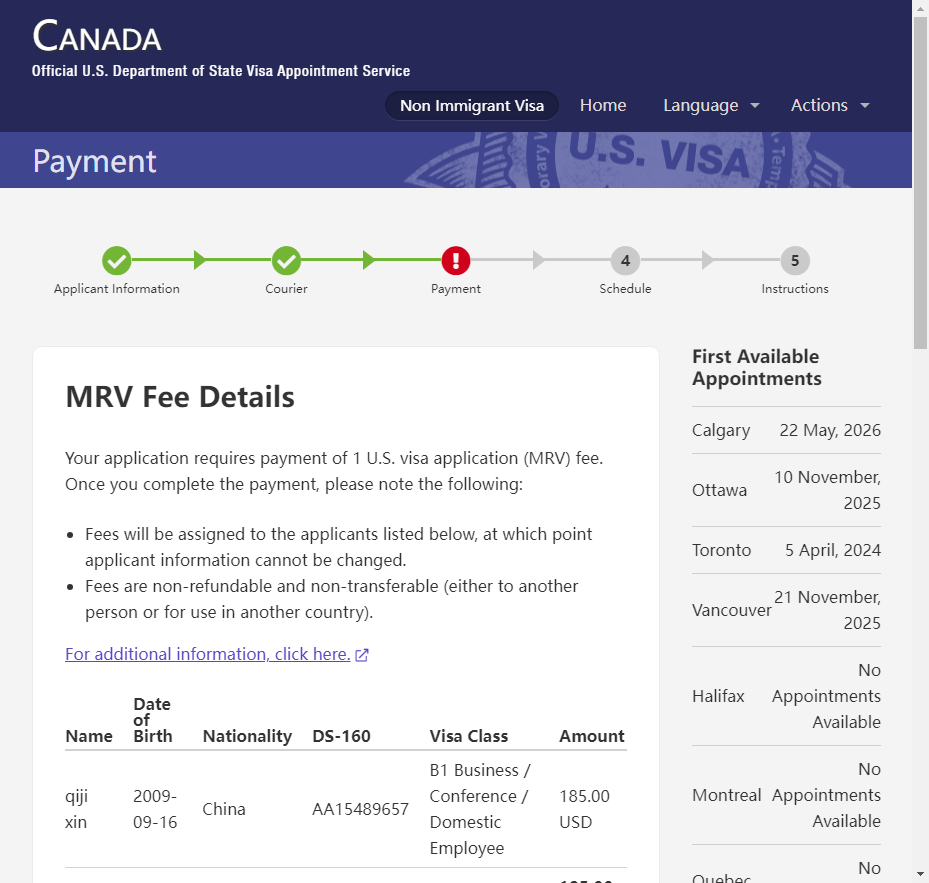 CANADA
Official U.S. Department of State Visa Appointment Service
Non Immigrant Visa Home Language Actions
Payment
U.S. VISA
4 5
Applicant Information Courier Payment Schedule Instructions
MRV Fee Details
Your application requires payment of 1 U.S. visa application (MRV) fee.
Once you complete the payment, please note the following:
• Fees will be assigned to the applicants listed below, at which point
applicant information cannot be changed.
• Fees are non-refundable and non-transferable (either to another
person or for use in another country).
For additional information, click here.
Name Date of Birth Nationality DS-160 Visa Class Amount
qiji xin 2009-09-16 China AA15489657 B1 Business / Conference / Domestic Employee 185.00 USD
First Available
Appointments
Calgary 22 May, 2026
Ottawa 10 November, 2025
Toronto 5 April, 2024
Vancouver 21 November, 2025
Halifax No Appointments Available
Montreal No Appointments Available
Quebec No